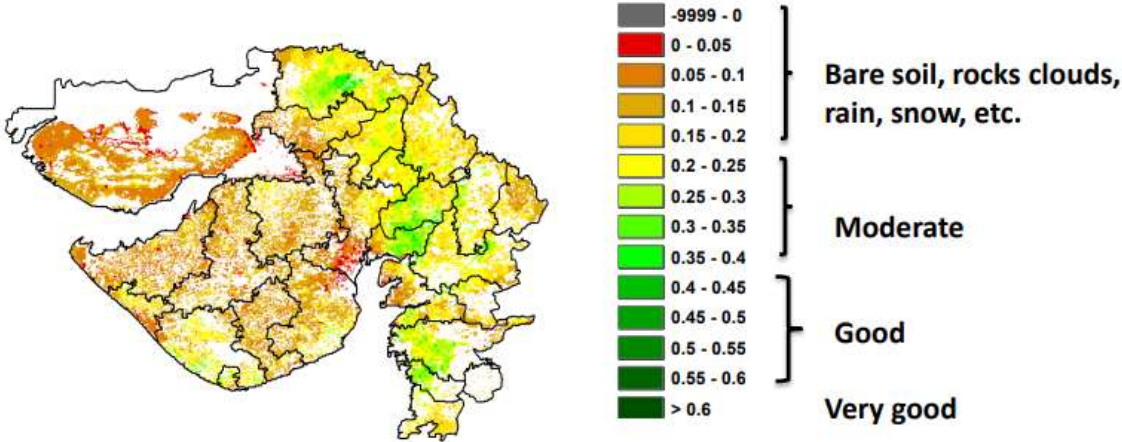 -9999 - 0
0 - 0.05
0.05 - 0.1
0.1 - 0.15
0.15 - 0.2
0.2 - 0.25
0.25 - 0.3
0.3 - 0.35
0.35 - 0.4
0.4 - 0.45
0.45 - 0.5
0.5 - 0.55
0.55 - 0.6
> 0.6
Bare soil, rocks clouds,
rain, snow, etc.
Moderate
Good
Very good